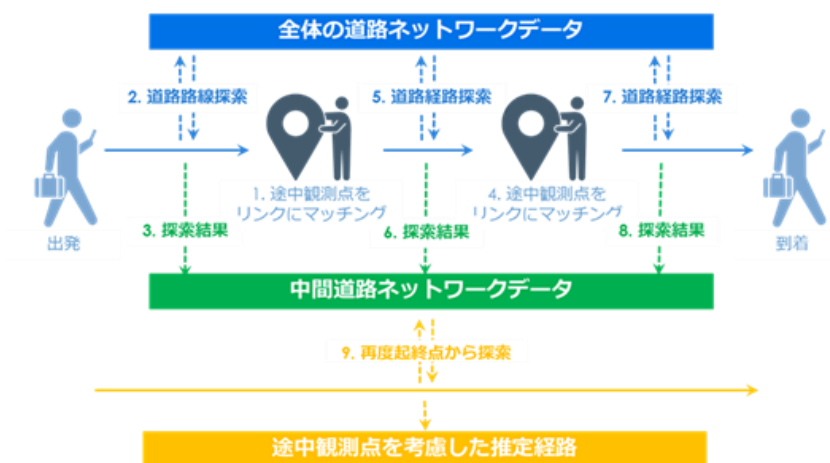 全体の道路ネットワークデータ
2. 道路路線探索
5. 道路経路探索
7. 道路経路探索
1. 途中観測点を
リンクにマッチング
4. 途中観測点を
リンクにマッチング
出発
3. 探索結果
6. 探索結果
8. 探索結果
到着
中間道路ネットワークデータ
9. 再度起終点から探索
途中観測点を考慮した推定経路